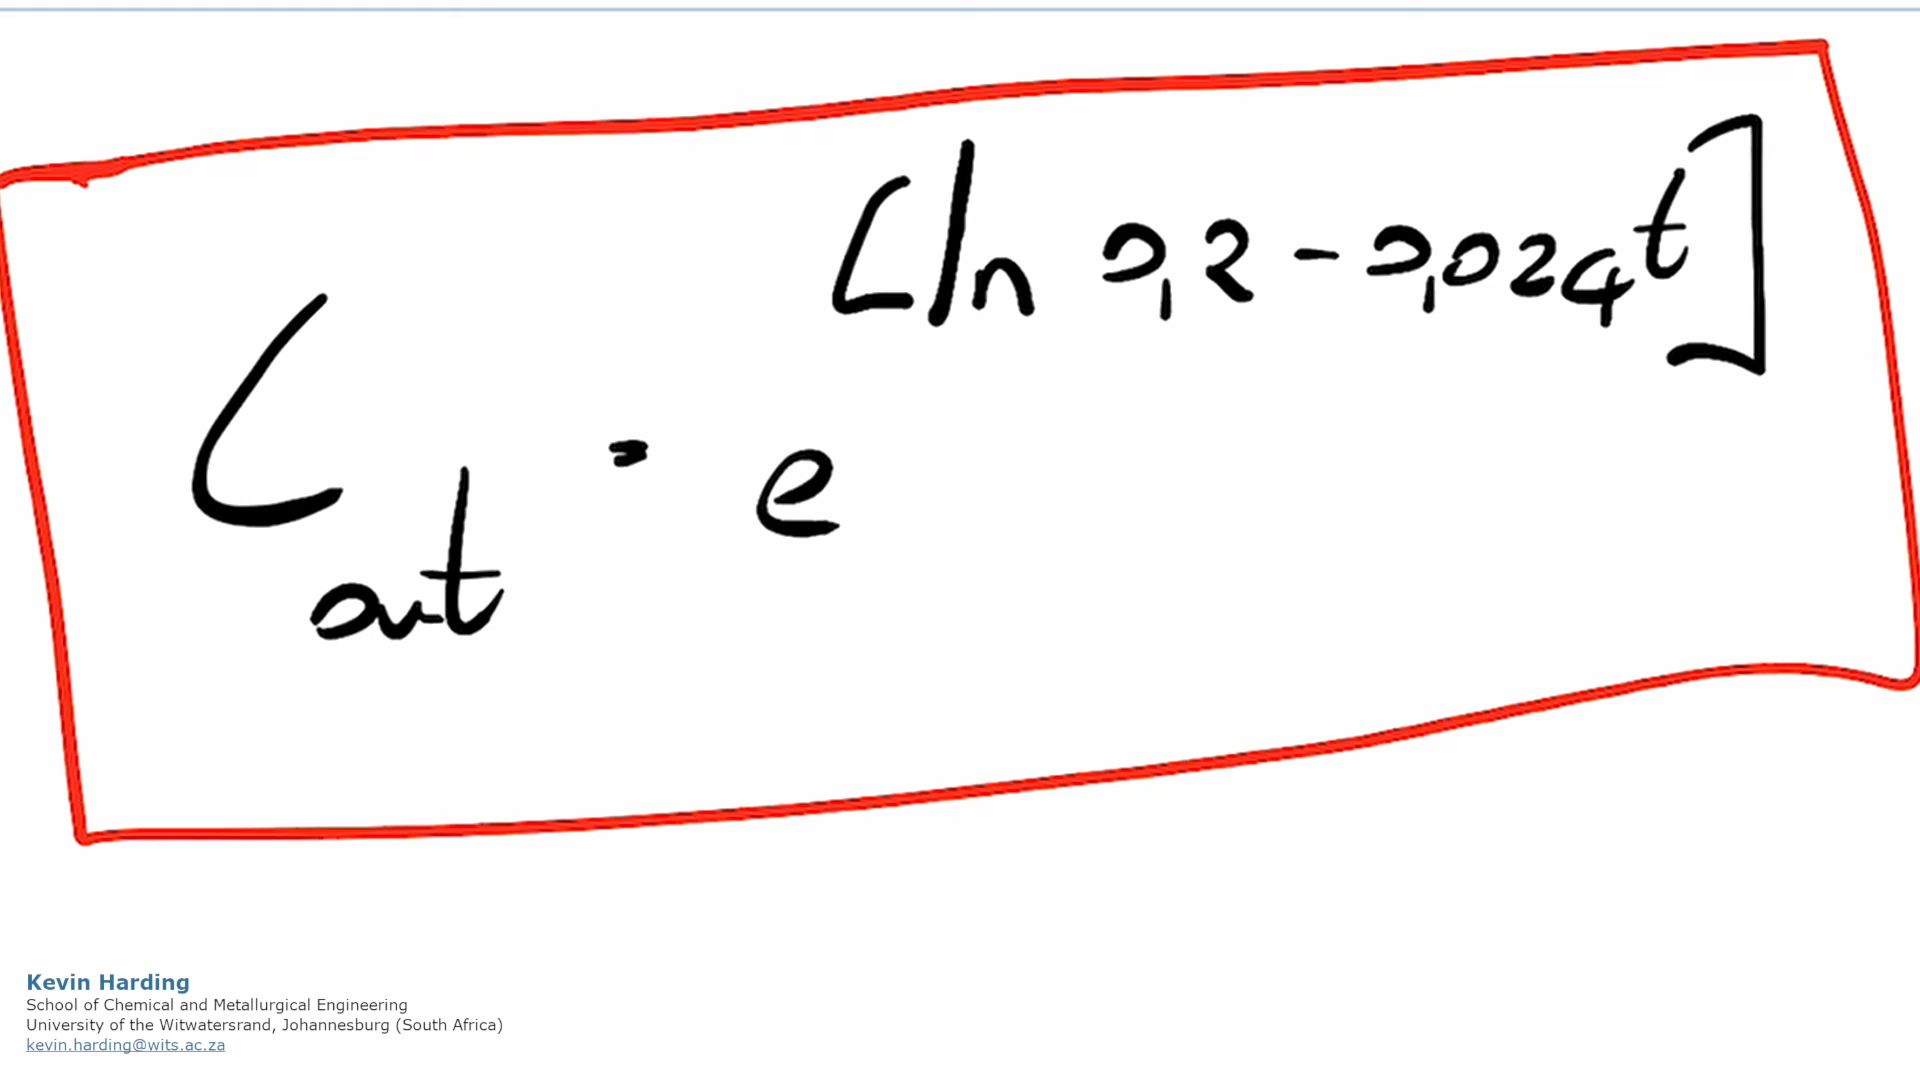 C out = e [ln 0,2 - 0,024t]
Kevin Harding
School of Chemical and Metallurgical Engineering
University of the Witwatersrand, Johannesburg (South Africa)
kevin.harding@wits.ac.za